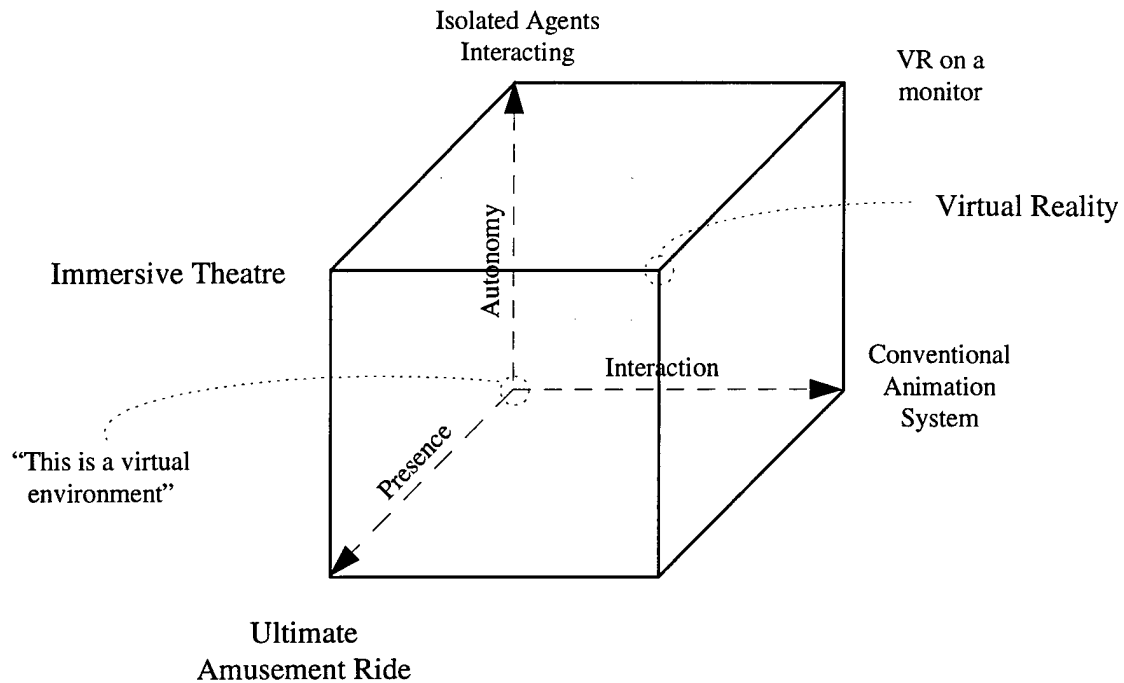 Isolated Agents
Interacting
VR on a
monitor
Virtual Reality
Autonomy
Immersive Theatre
Interaction
Conventional
Animation
System
Presence
“This is a virtual
environment”
Ultimate
Amusement Ride